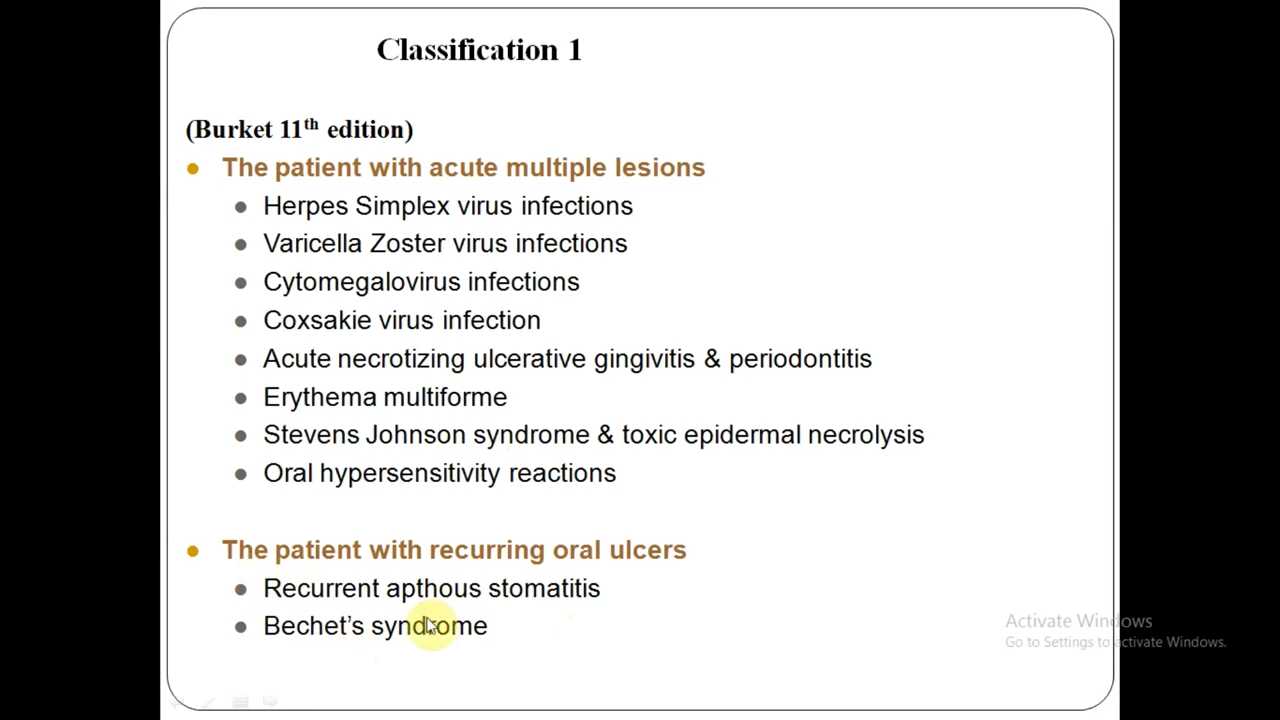 Classification 1
(Burket 11th edition)
The patient with acute multiple lesions
Herpes Simplex virus infections
Varicella Zoster virus infections
Cytomegalovirus infections
Coxsakie virus infection
Acute necrotizing ulcerative gingivitis & periodontitis
Erythema multiforme
Stevens Johnson syndrome & toxic epidermal necrolysis
Oral hypersensitivity reactions
The patient with recurring oral ulcers
Recurrent apthous stomatitis
Bechet’s syndrome
Activate Windows
Go to Settings to activate Windows.